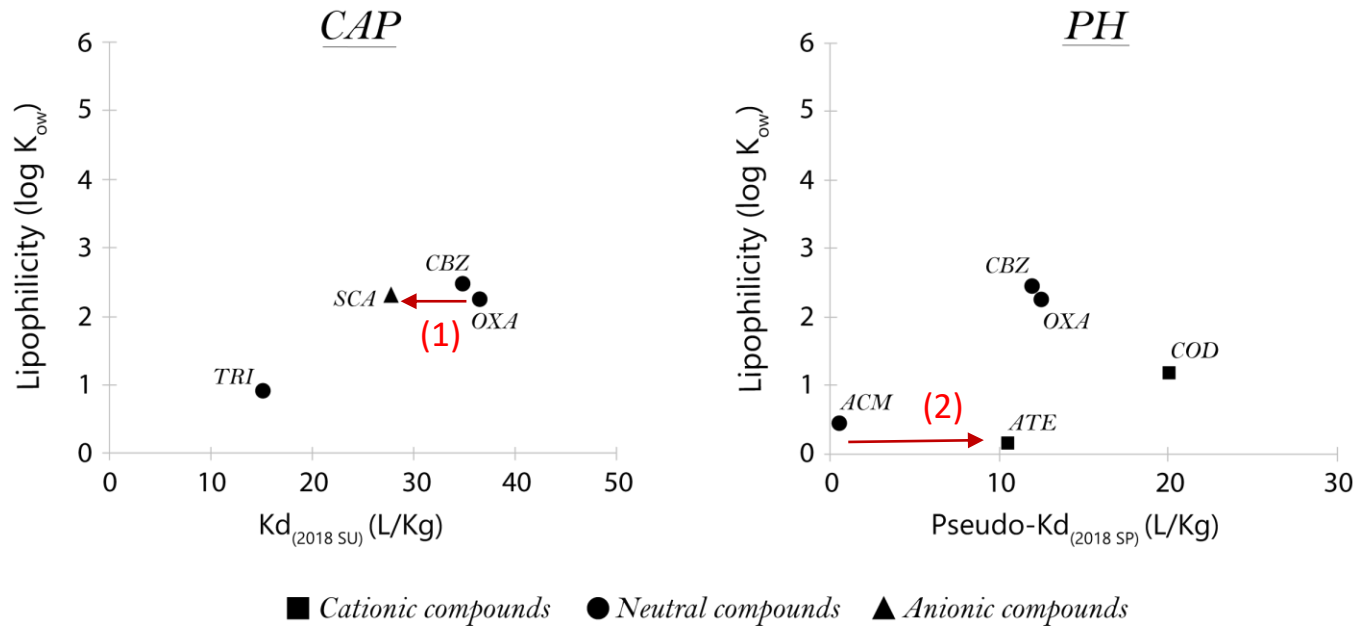 CAP
6
5
4
3
2
1
0
Lipophilicity (log Kow)
CBZ
SCA
OXA
(1)
TRI
0 10 20 30 40 50
Kd(2018 SU) (L/Kg)
PH
6
5
4
3
2
1
0
Lipophilicity (log Kow)
CBZ
OXA
COD
ACM
(2)
ATE
0 10 20 30
Pseudo-Kd(2018 SP) (L/Kg)
Cationic compounds Neutral compounds Anionic compounds